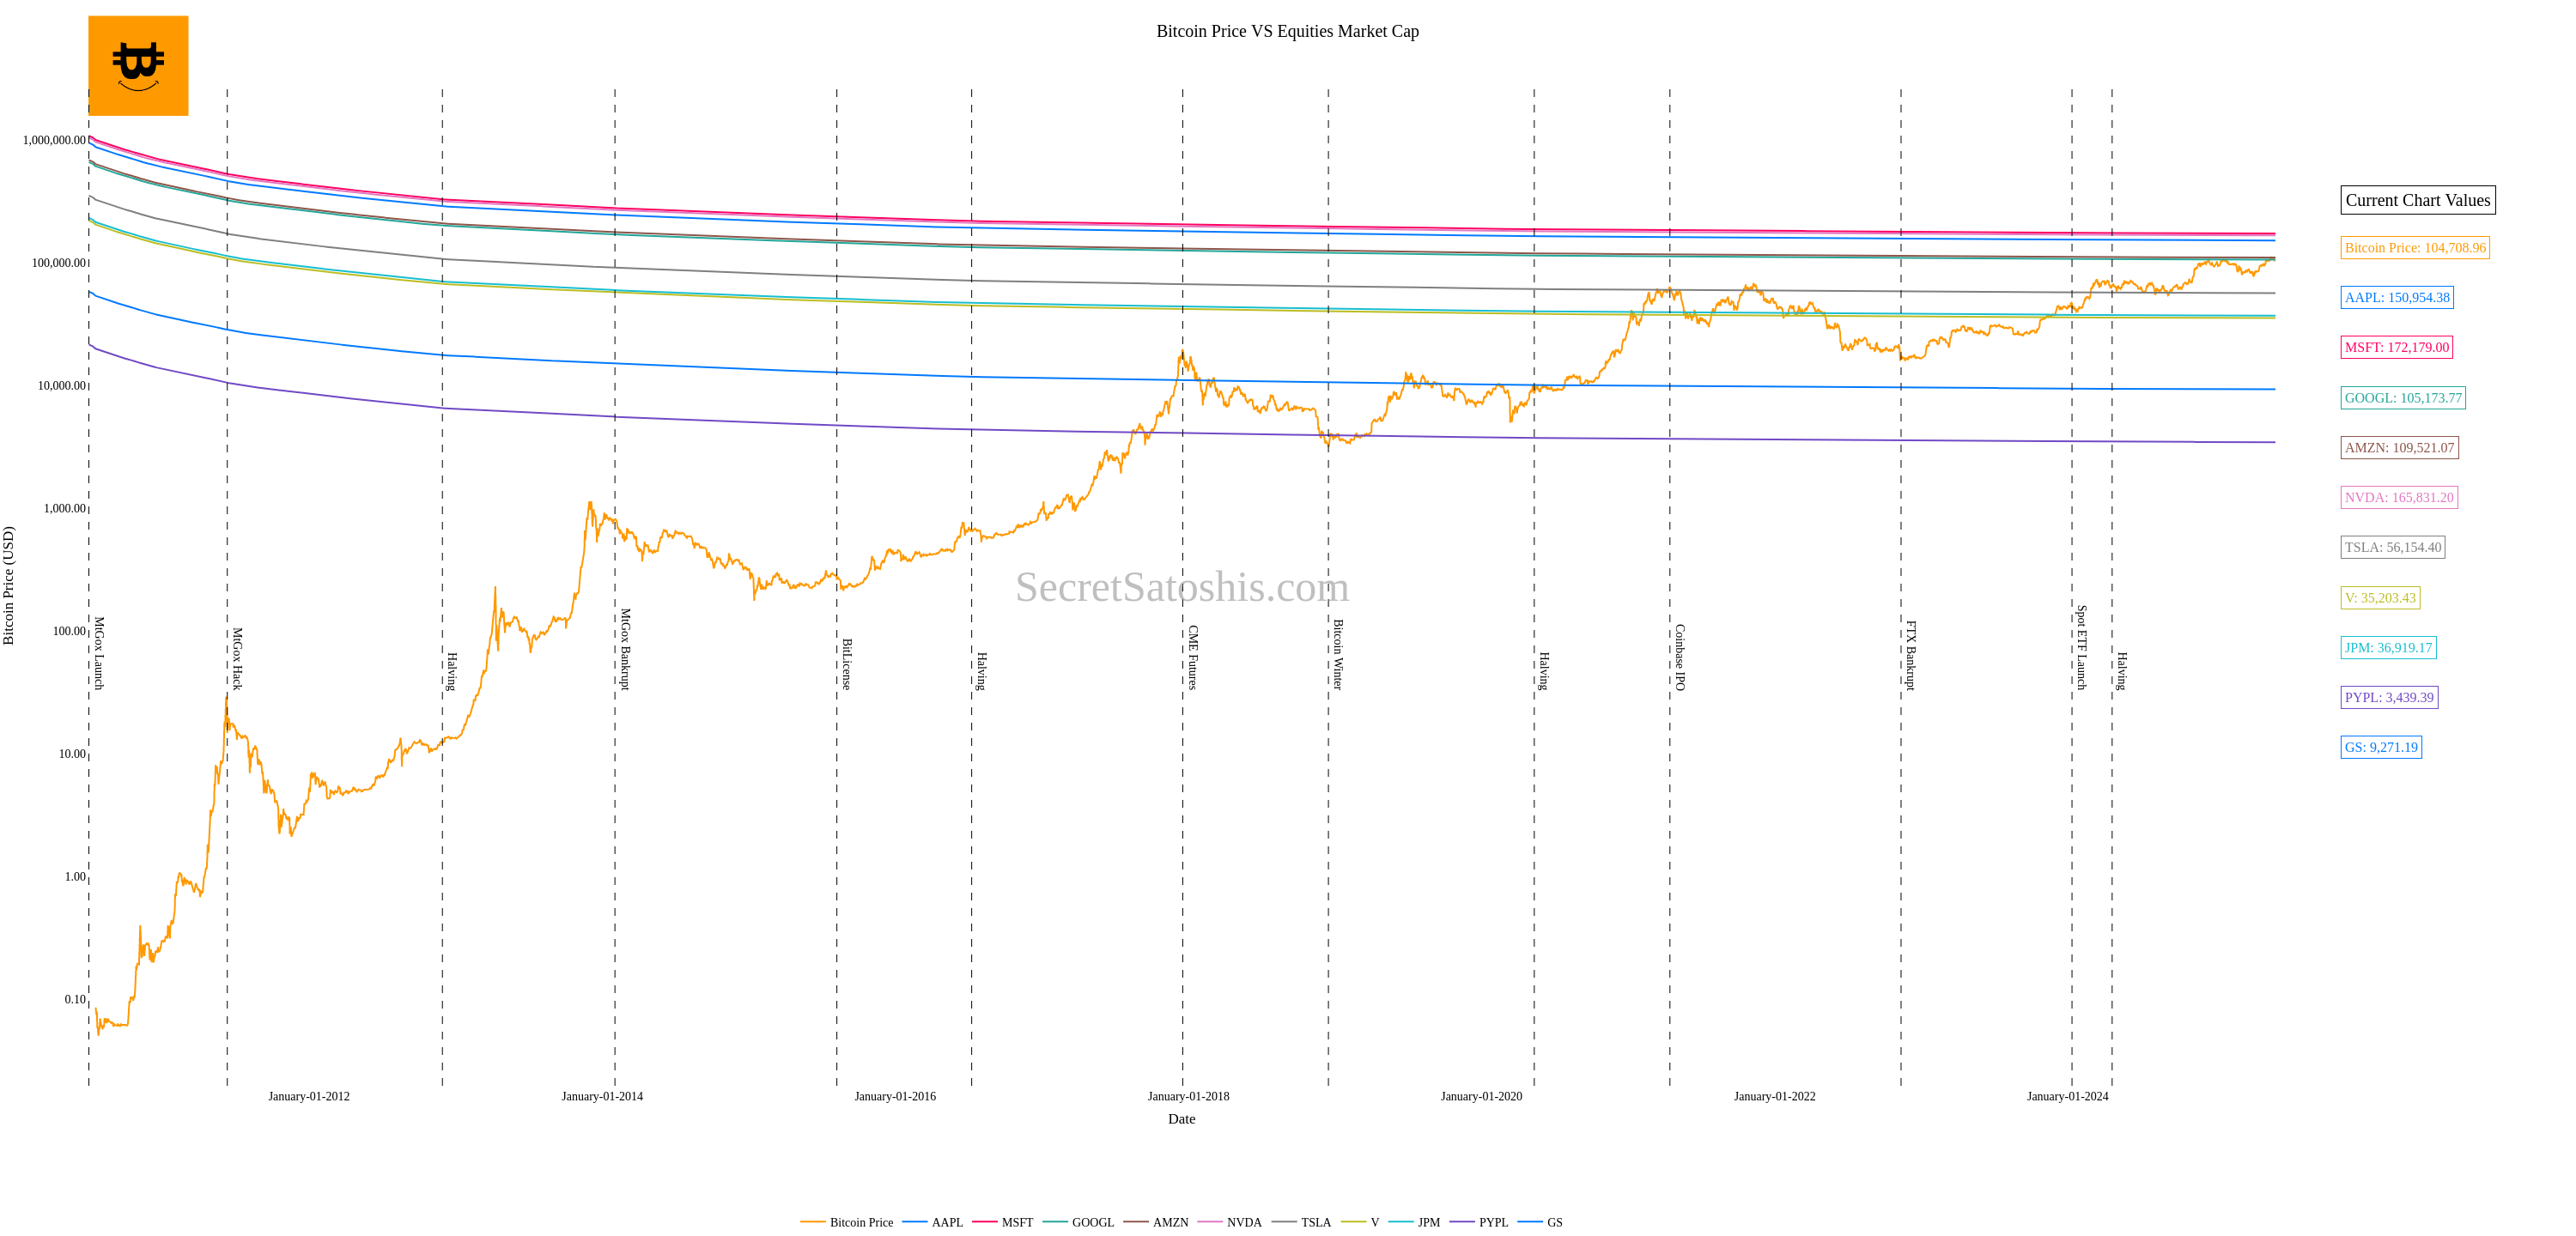 Bitcoin Price VS Equities Market Cap
1,000,000.00
100,000.00
10,000.00
1,000.00
100.00
10.00
1.00
0.10
Bitcoin Price (USD)
MtGox Launch
MtGox Hack
Halving
MtGox Bankrupt
BitLicense
Halving
CME Futures
Bitcoin Winter
Halving
Coinbase IPO
FTX Bankrupt
Spot ETF Launch
Halving
SecretSatoshis.com
January-01-2012
January-01-2014
January-01-2016
January-01-2018
January-01-2020
January-01-2022
January-01-2024
Date
Current Chart Values
Bitcoin Price: 104,708.96
AAPL: 150,954.38
MSFT: 172,179.00
GOOGL: 105,173.77
AMZN: 109,521.07
NVDA: 165,831.20
TSLA: 56,154.40
V: 35,203.43
JPM: 36,919.17
PYPL: 3,439.39
GS: 9,271.19
Bitcoin Price AAPL MSFT GOOGL AMZN NVDA TSLA V JPM PYPL GS